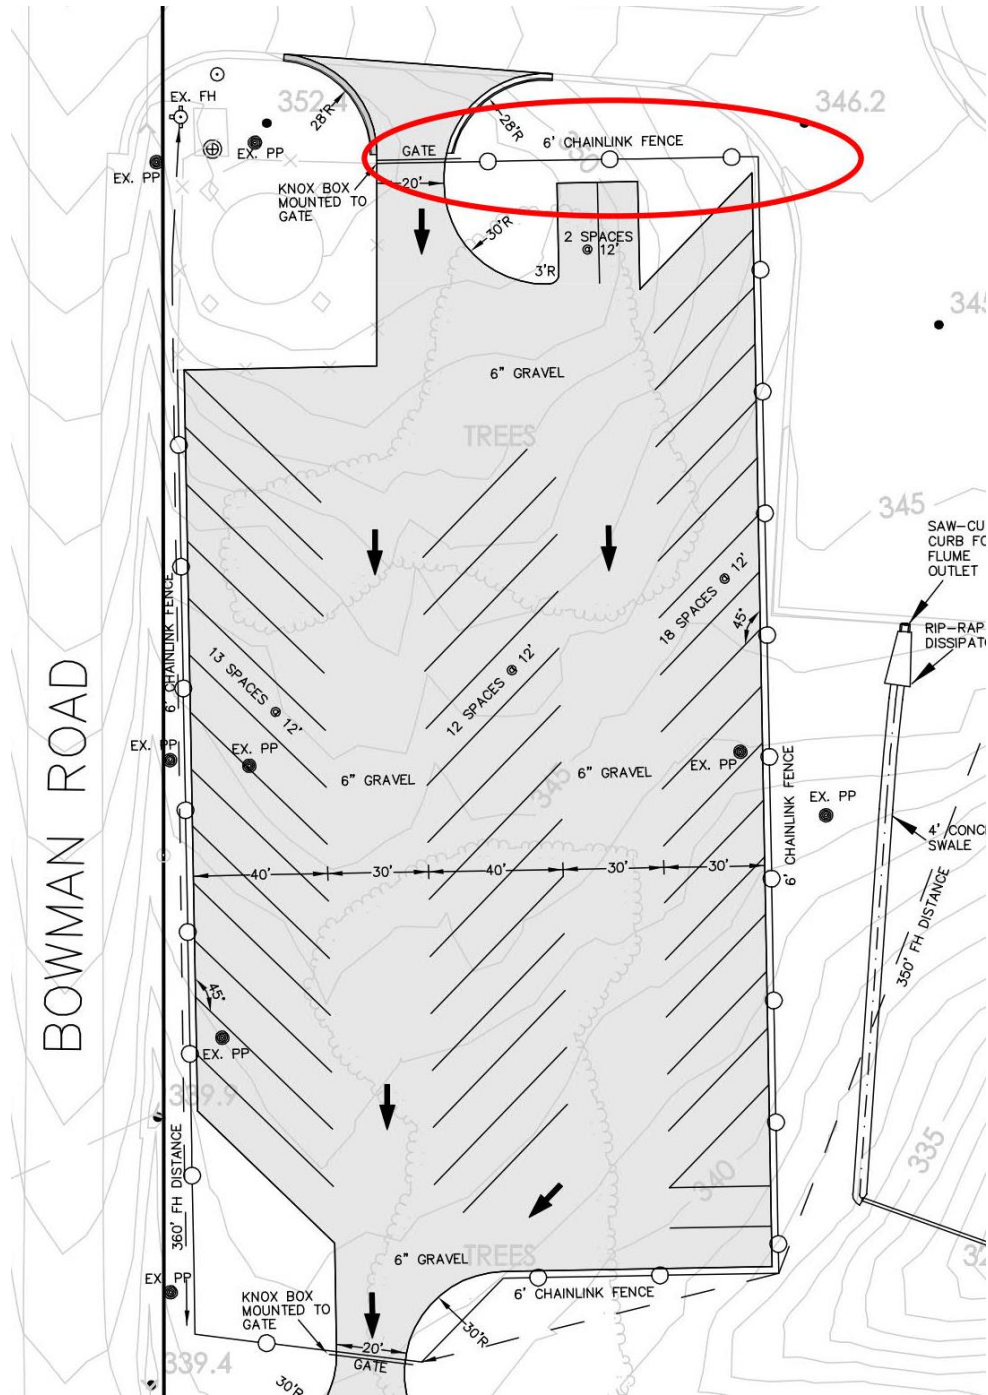 352.4
346.2
EX. FH
28'R
28'R
6' CHAINLINK FENCE
350
GATE
EX. PP
EX. PP
KNOX BOX
MOUNTED TO
GATE
20'
30'R
2 SPACES
@ 12'
3'R
345
6" GRAVEL
TREES
345
SAW-CU
CURB FO
FLUME
OUTLET
18 SPACES @ 12'
45°
6' CHAINLINK FENCE
RIP-RAP
DISSIPATO
13 SPACES @ 12'
12 SPACES @ 12'
BOWMAN ROAD
EX. PP
EX. PP
EX. PP
6" GRAVEL
6" GRAVEL
345
6' CHAINLINK FENCE
EX. PP
4' CONC
SWALE
40'
30'
40'
30'
30'
350' FH DISTANCE
45°
EX. PP
339.9
360' FH DISTANCE
340
335
6" GRAVEL
TREES
EX. PP
6' CHAINLINK FENCE
KNOX BOX
MOUNTED TO
GATE
30'R
20'
GATE
339.4
30'R